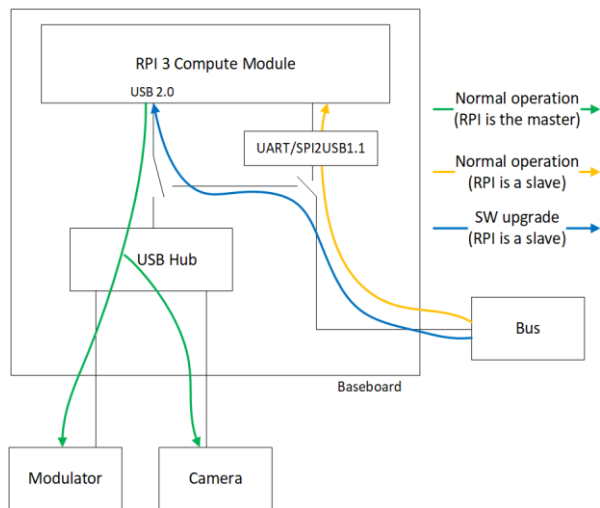 RPI 3 Compute Module
USB 2.0
UART/SPI2USB1.1
USB Hub
Baseboard
Modulator
Camera
Bus
Normal operation
(RPI is the master)
Normal operation
(RPI is a slave)
SW upgrade
(RPI is a slave)